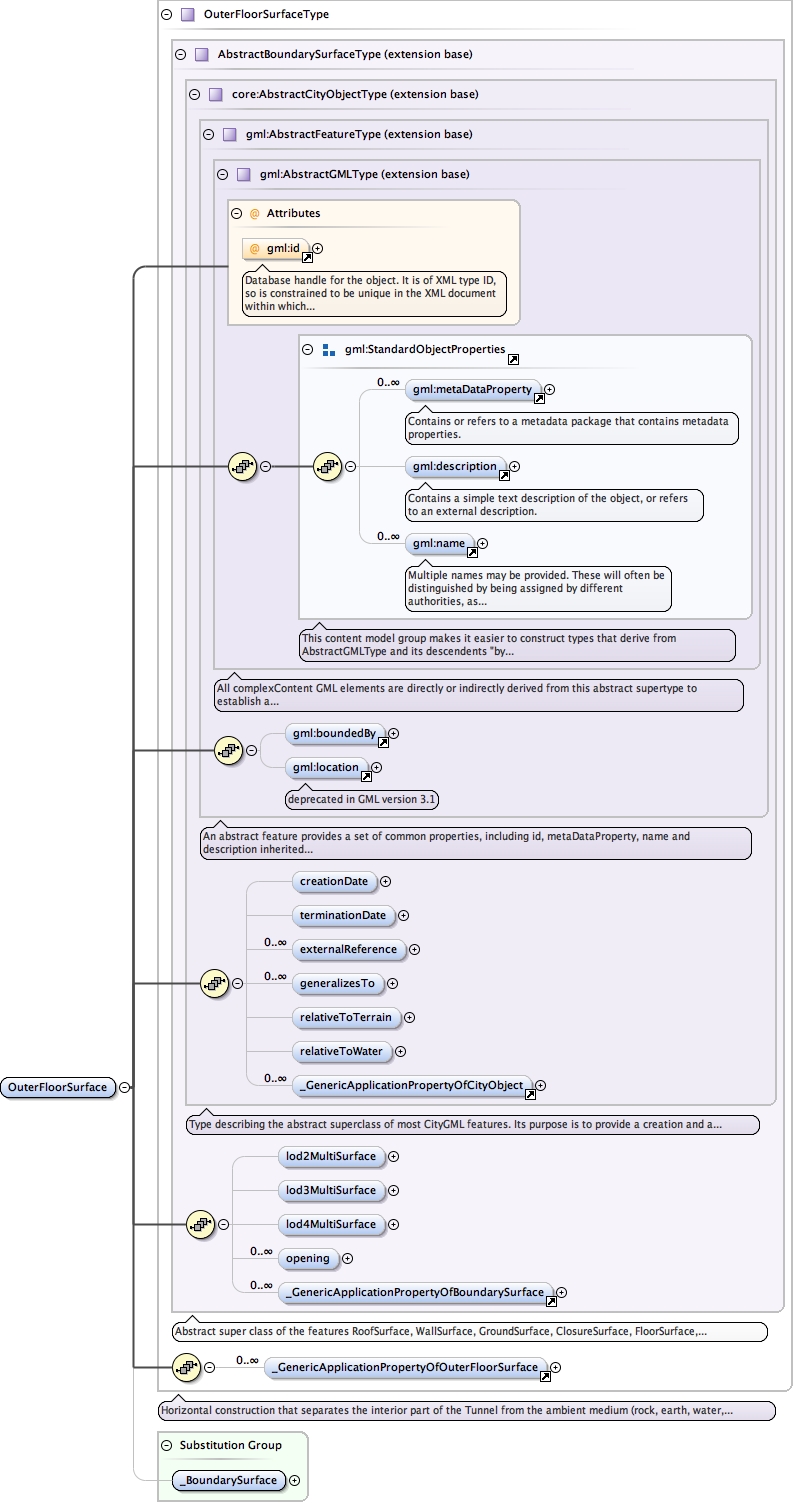 OuterFloorSurfaceType
AbstractBoundarySurfaceType (extension base)
core:AbstractCityObjectType (extension base)
gml:AbstractFeatureType (extension base)
gml:AbstractGMLType (extension base)
@ Attributes
@ gml:id
Database handle for the object. It is of XML type ID,
so is constrained to be unique in the XML document
within which...
gml:StandardObjectProperties
0..∞
gml:metaDataProperty
Contains or refers to a metadata package that contains metadata
properties.
gml:description
Contains a simple text description of the object, or refers
to an external description.
0..∞
gml:name
Multiple names may be provided. These will often be
distinguished by being assigned by different
authorities, as...
This content model group makes it easier to construct types that derive from
AbstractGMLType and its descendents "by...
All complexContent GML elements are directly or indirectly derived from this abstract supertype to
establish a...
gml:boundedBy
gml:location
deprecated in GML version 3.1
An abstract feature provides a set of common properties, including id, metaDataProperty, name and
description inherited...
creationDate
terminationDate
0..∞
externalReference
0..∞
generalizesTo
relativeToTerrain
relativeToWater
0..∞
_GenericApplicationPropertyOfCityObject
OuterFloorSurface
Type describing the abstract superclass of most CityGML features. Its purpose is to provide a creation and a...
lod2MultiSurface
lod3MultiSurface
lod4MultiSurface
0..∞
opening
0..∞
_GenericApplicationPropertyOfBoundarySurface
Abstract super class of the features RoofSurface, WallSurface, GroundSurface, ClosureSurface, FloorSurface,...
0..∞
_GenericApplicationPropertyOfOuterFloorSurface
Horizontal construction that separates the interior part of the Tunnel from the ambient medium (rock, earth, water,...
Substitution Group
_BoundarySurface